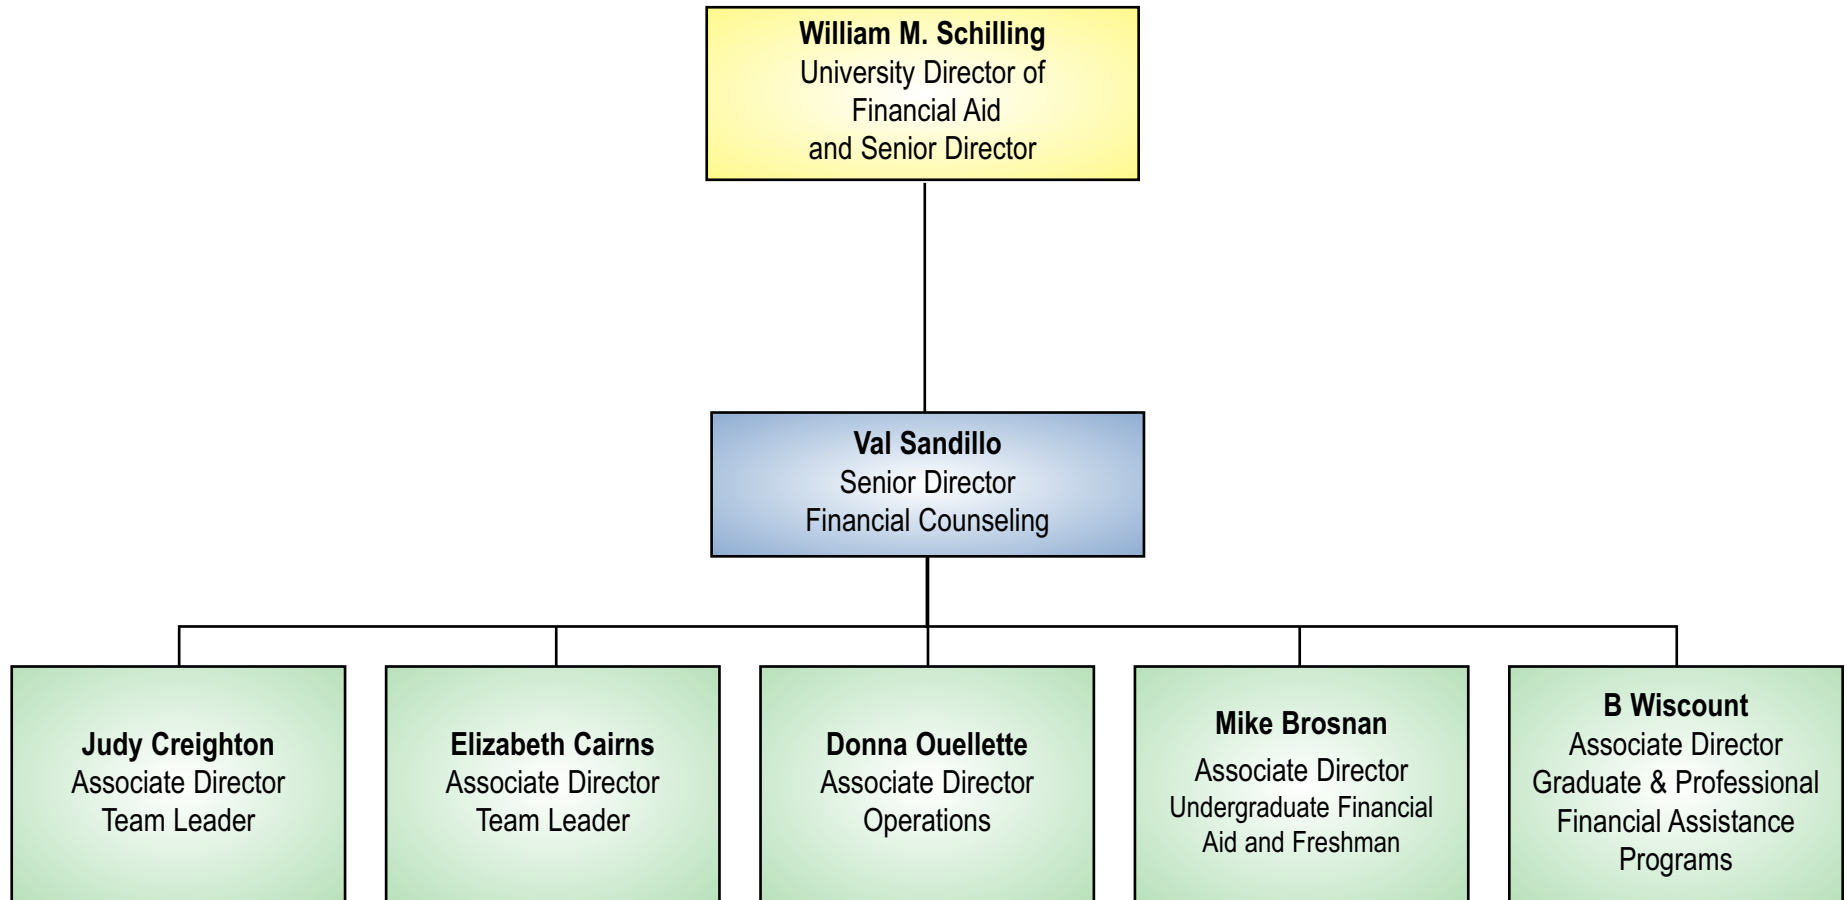 William M. Schilling
University Director of
Financial Aid
and Senior Director
Val Sandillo
Senior Director
Financial Counseling
Judy Creighton
Associate Director
Team Leader
Elizabeth Cairns
Associate Director
Team Leader
Donna Ouellette
Associate Director
Operations
Mike Brosnan
Associate Director
Undergraduate Financial
Aid and Freshman
B Wiscount
Associate Director
Graduate & Professional
Financial Assistance
Programs